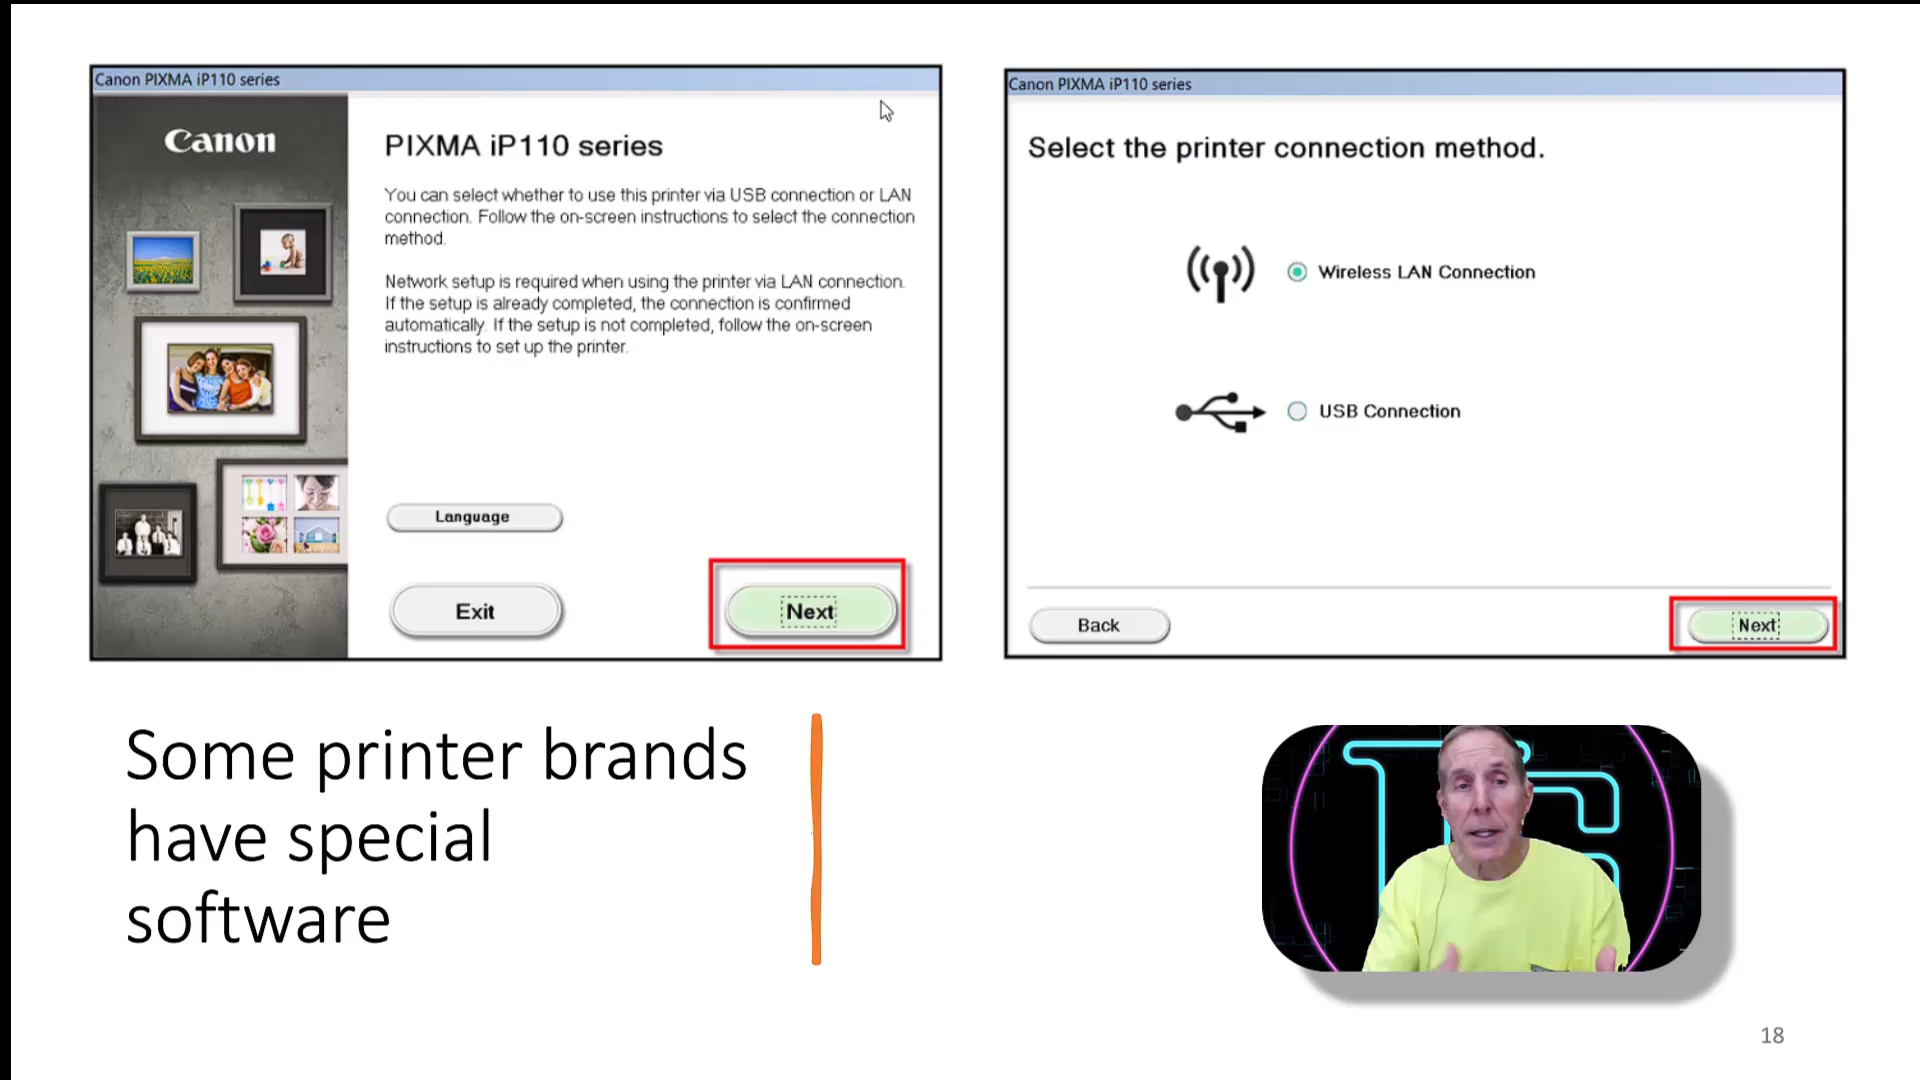 Canon PIXMA iP110 series
Canon
PIXMA iP110 series
You can select whether to use this printer via USB connection or LAN
connection. Follow the on-screen instructions to select the connection
method.
Network setup is required when using the printer via LAN connection.
If the setup is already completed, the connection is confirmed
automatically. If the setup is not completed, follow the on-screen
instructions to set up the printer.
Language
Exit
Next
Canon PIXMA iP110 series
Select the printer connection method.
Wireless LAN Connection
USB Connection
Back
Next
Some printer brands
have special
software
18